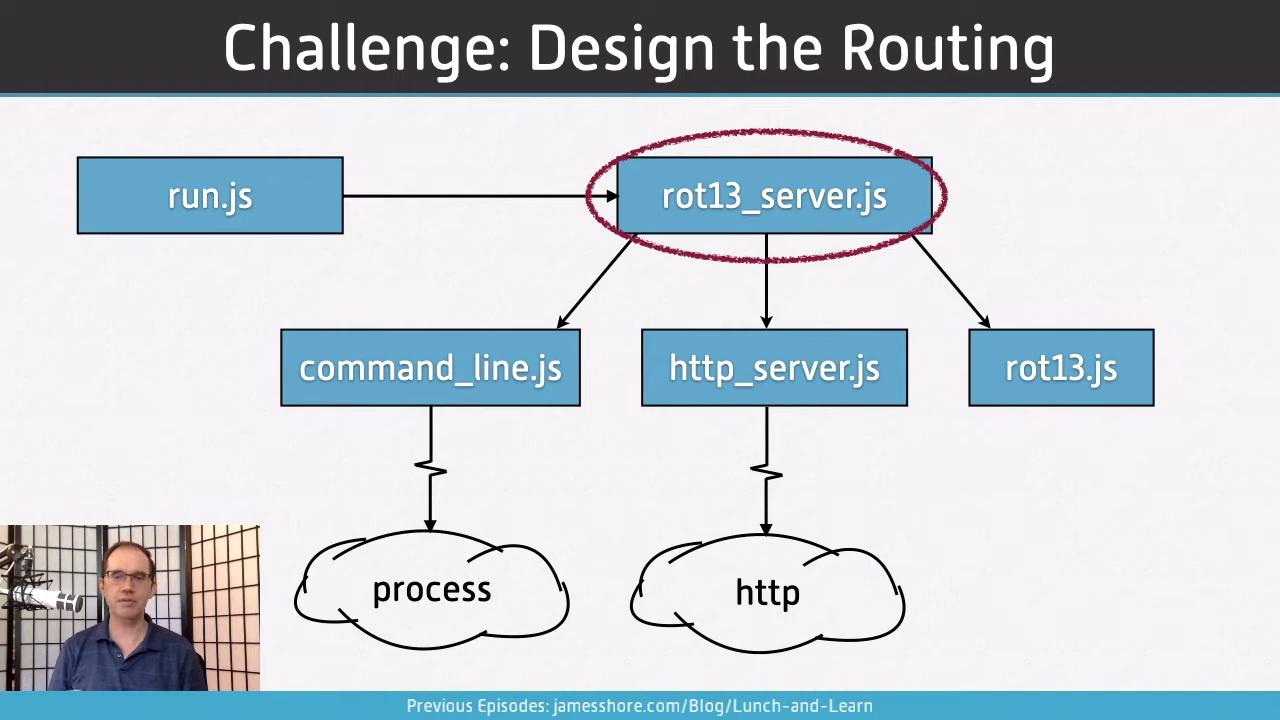 Challenge: Design the Routing
run.js
rot13_server.js
command_line.js
http_server.js
rot13.js
process
http
Previous Episodes: jamesshore.com/Blog/Lunch-and-Learn